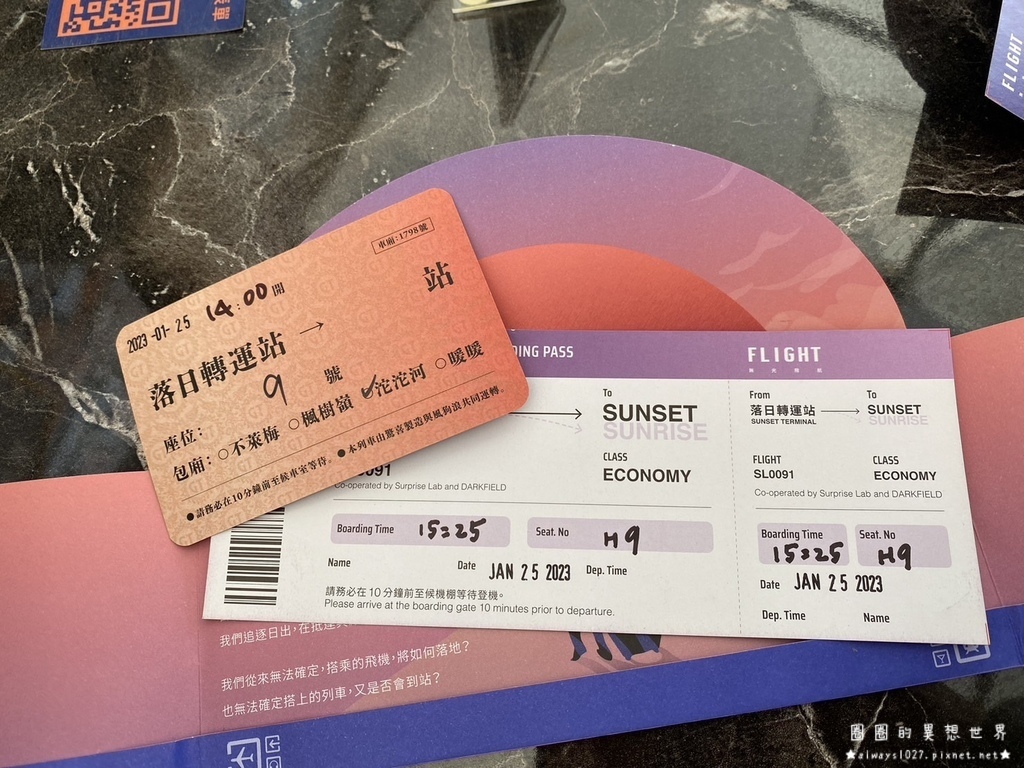 FLIGHT
車廂:1798號
2023-01-25 14:00 開
落日轉運站 → 站
座位: 9 號
包廂: ○不萊梅 ○楓樹嶺 ✓沱沱河 ○暖暖
●請務必在10分鐘前至候車室等待。 ●本列車由驚喜製造與風狗浪共同運轉。
PASS
To
SUNSET
SUNRISE
CLASS
ECONOMY
Co-operated by Surprise Lab and DARKFIELD
Boarding Time 15:25 Seat. No H9
Name Date JAN 25 2023 Dep. Time
請務必在10分鐘前至候機棚等待登機。
Please arrive at the boarding gate 10 minutes prior to departure.
FLIGHT
無光飛航
From To
落日轉運站 → SUNSET
SUNSET TERMINAL SUNRISE
FLIGHT CLASS
SL0091 ECONOMY
Co-operated by Surprise Lab and DARKFIELD
Boarding Time Seat. No
15:25 H9
Date JAN 25 2023
Dep. Time Name
我們追逐日出,在抵達
我們從來無法確定,搭乘的飛機,將如何落地?
也無法確定搭上的列車,又是否會到站?
圈圈的異想世界
★always1027.pixnet.net★